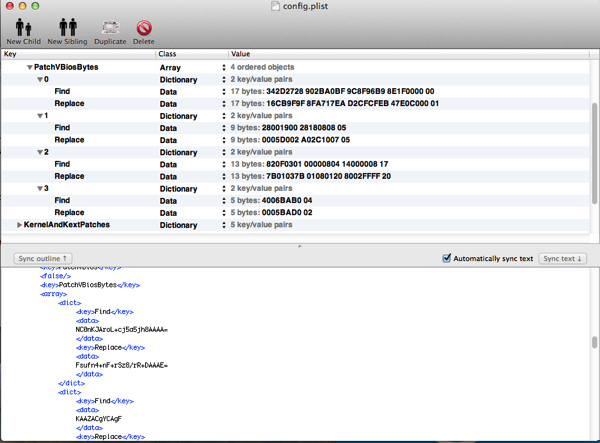 config.plist
New Child New Sibling Duplicate Delete
Key Class Value
PatchVBiosBytes Array 4 ordered objects
0 Dictionary 2 key/value pairs
Find Data 17 bytes: 342D2728 902BA0BF 9C8F96B9 8E1F0000 00
Replace Data 17 bytes: 16CB9F9F 8FA717EA D2CFCFEB 47E0C000 01
1 Dictionary 2 key/value pairs
Find Data 9 bytes: 28001900 28180808 05
Replace Data 9 bytes: 0005D002 A02C1007 05
2 Dictionary 2 key/value pairs
Find Data 13 bytes: 820F0301 00000804 14000008 17
Replace Data 13 bytes: 7B01037B 01080120 8002FFFF 20
3 Dictionary 2 key/value pairs
Find Data 5 bytes: 4006BAB0 04
Replace Data 5 bytes: 0005BAD0 02
KernelAndKextPatches Dictionary 5 key/value pairs
Sync outline ↑ Automatically sync text Sync text ↓
<key>PatchVBios</key>
<false/>
<key>PatchVBiosBytes</key>
<array>
<dict>
<key>Find</key>
<data>
NC0nKJAroL+cj5a5jh8AAAA=
</data>
<key>Replace</key>
<data>
Fsufn4+nF+rSz8/rR+DAAAE=
</data>
</dict>
<dict>
<key>Find</key>
<data>
KAAZACgYCAgF
</data>
<key>Replace</key>